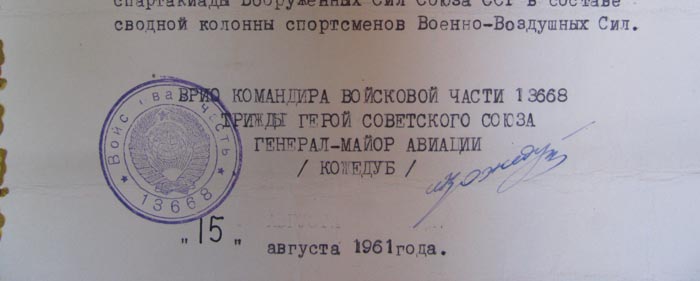 спартакиады Вооруженных Сил Союза ССР в составе
сводной колонны спортсменов Военно-Воздушных Сил.
ВРИО КОМАНДИРА ВОЙСКОВОЙ ЧАСТИ 13668
ТРИЖДЫ ГЕРОЙ СОВЕТСКОГО СОЮЗА
ГЕНЕРАЛ-МАЙОР АВИАЦИИ
/ КОЖЕДУБ /
Войсковая часть
* 13668 *
"15" августа 1961года.